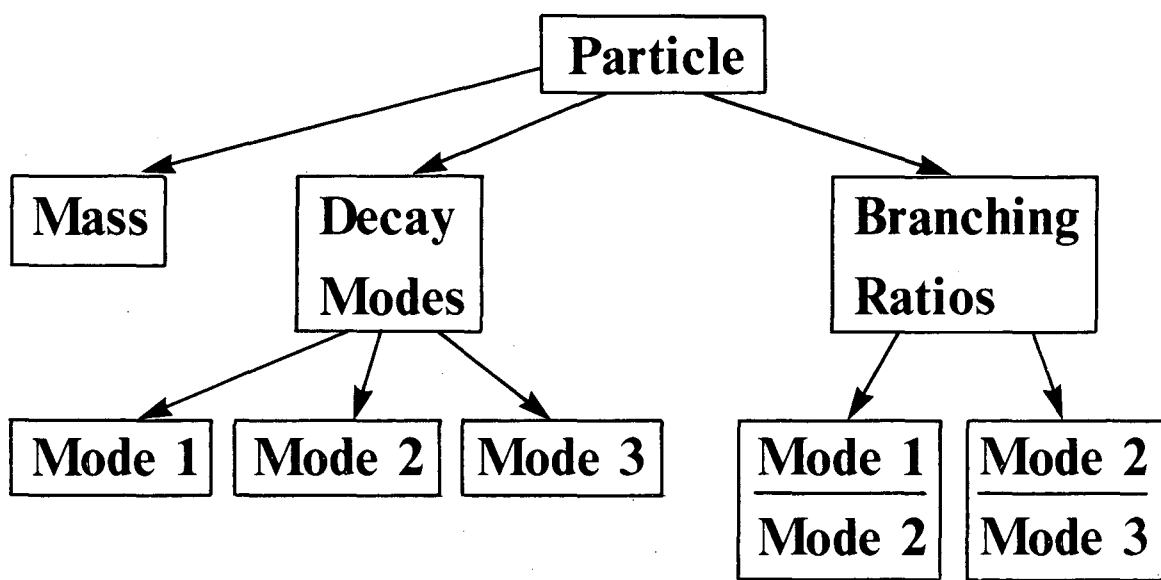 Particle
Mass
Decay
Modes
Branching
Ratios
Mode 1
Mode 2
Mode 3
Mode 1
Mode 2
Mode 2
Mode 3